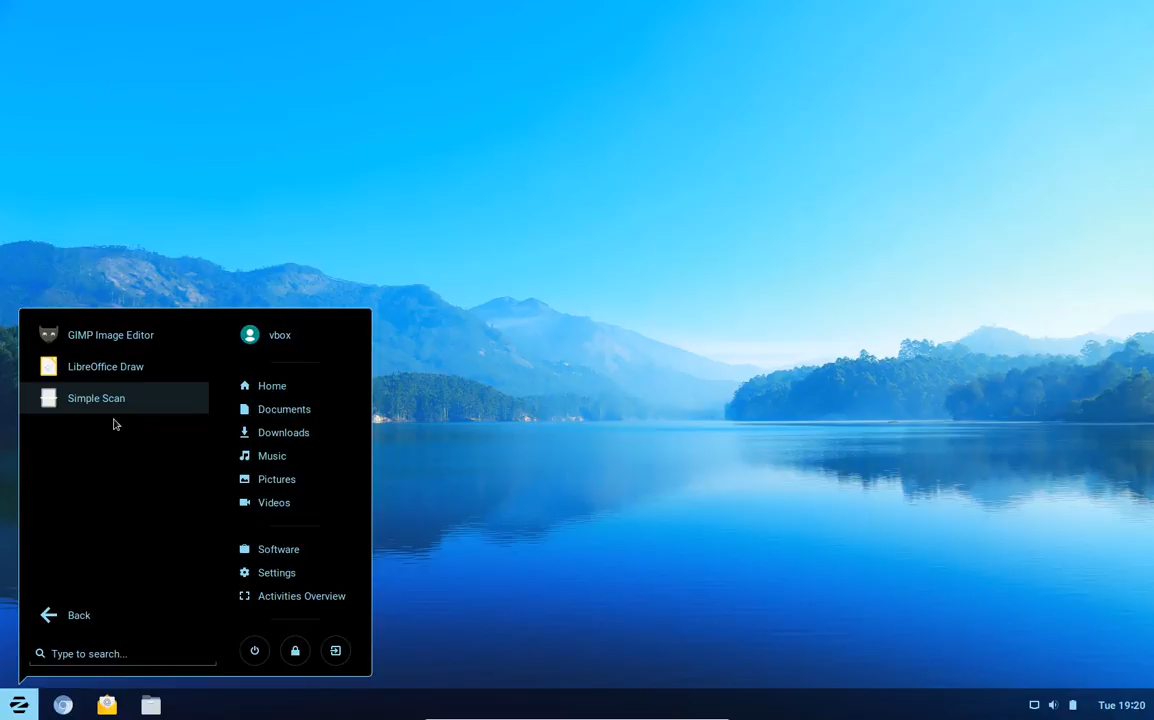 GIMP Image Editor
LibreOffice Draw
Simple Scan
Back
Type to search...
vbox
Home
Documents
Downloads
Music
Pictures
Videos
Software
Settings
Activities Overview
Tue 19:20